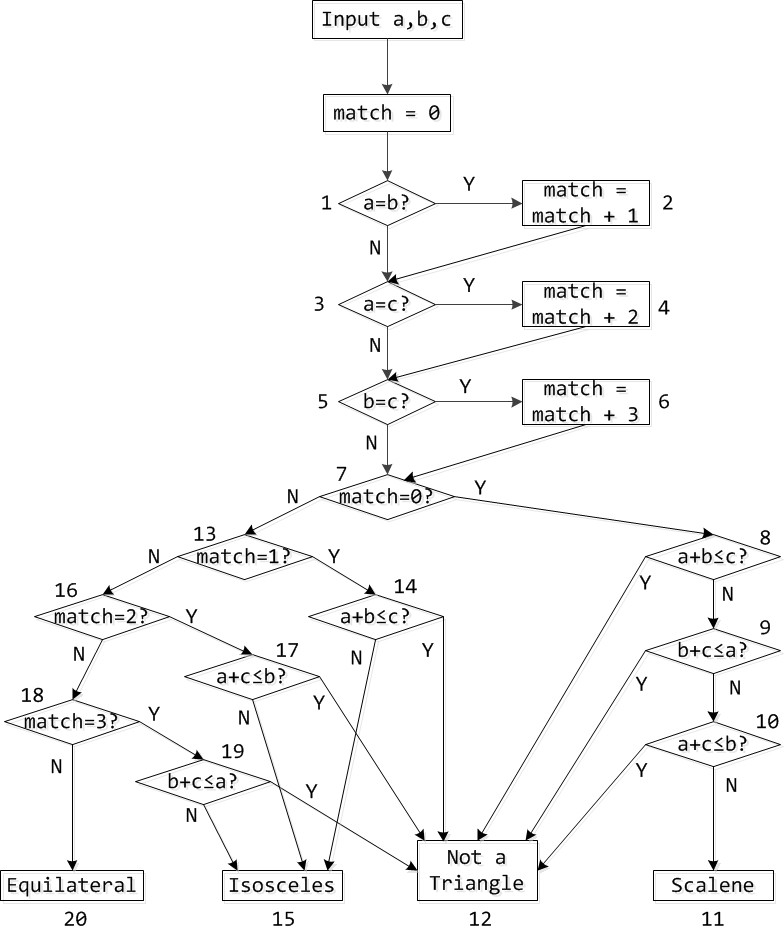 Input a,b,c
match = 0
1
a=b?
Y
match =
match + 1
2
N
3
a=c?
Y
match =
match + 2
4
N
5
b=c?
Y
match =
match + 3
6
N
7
match=0?
N
Y
13
match=1?
N
Y
8
a+b≤c?
Y
N
16
match=2?
Y
N
14
a+b≤c?
N
Y
9
b+c≤a?
Y
N
17
a+c≤b?
N
Y
18
match=3?
Y
N
10
a+c≤b?
Y
N
19
b+c≤a?
N
Y
Equilateral
20
Isosceles
15
Not a
Triangle
12
Scalene
11